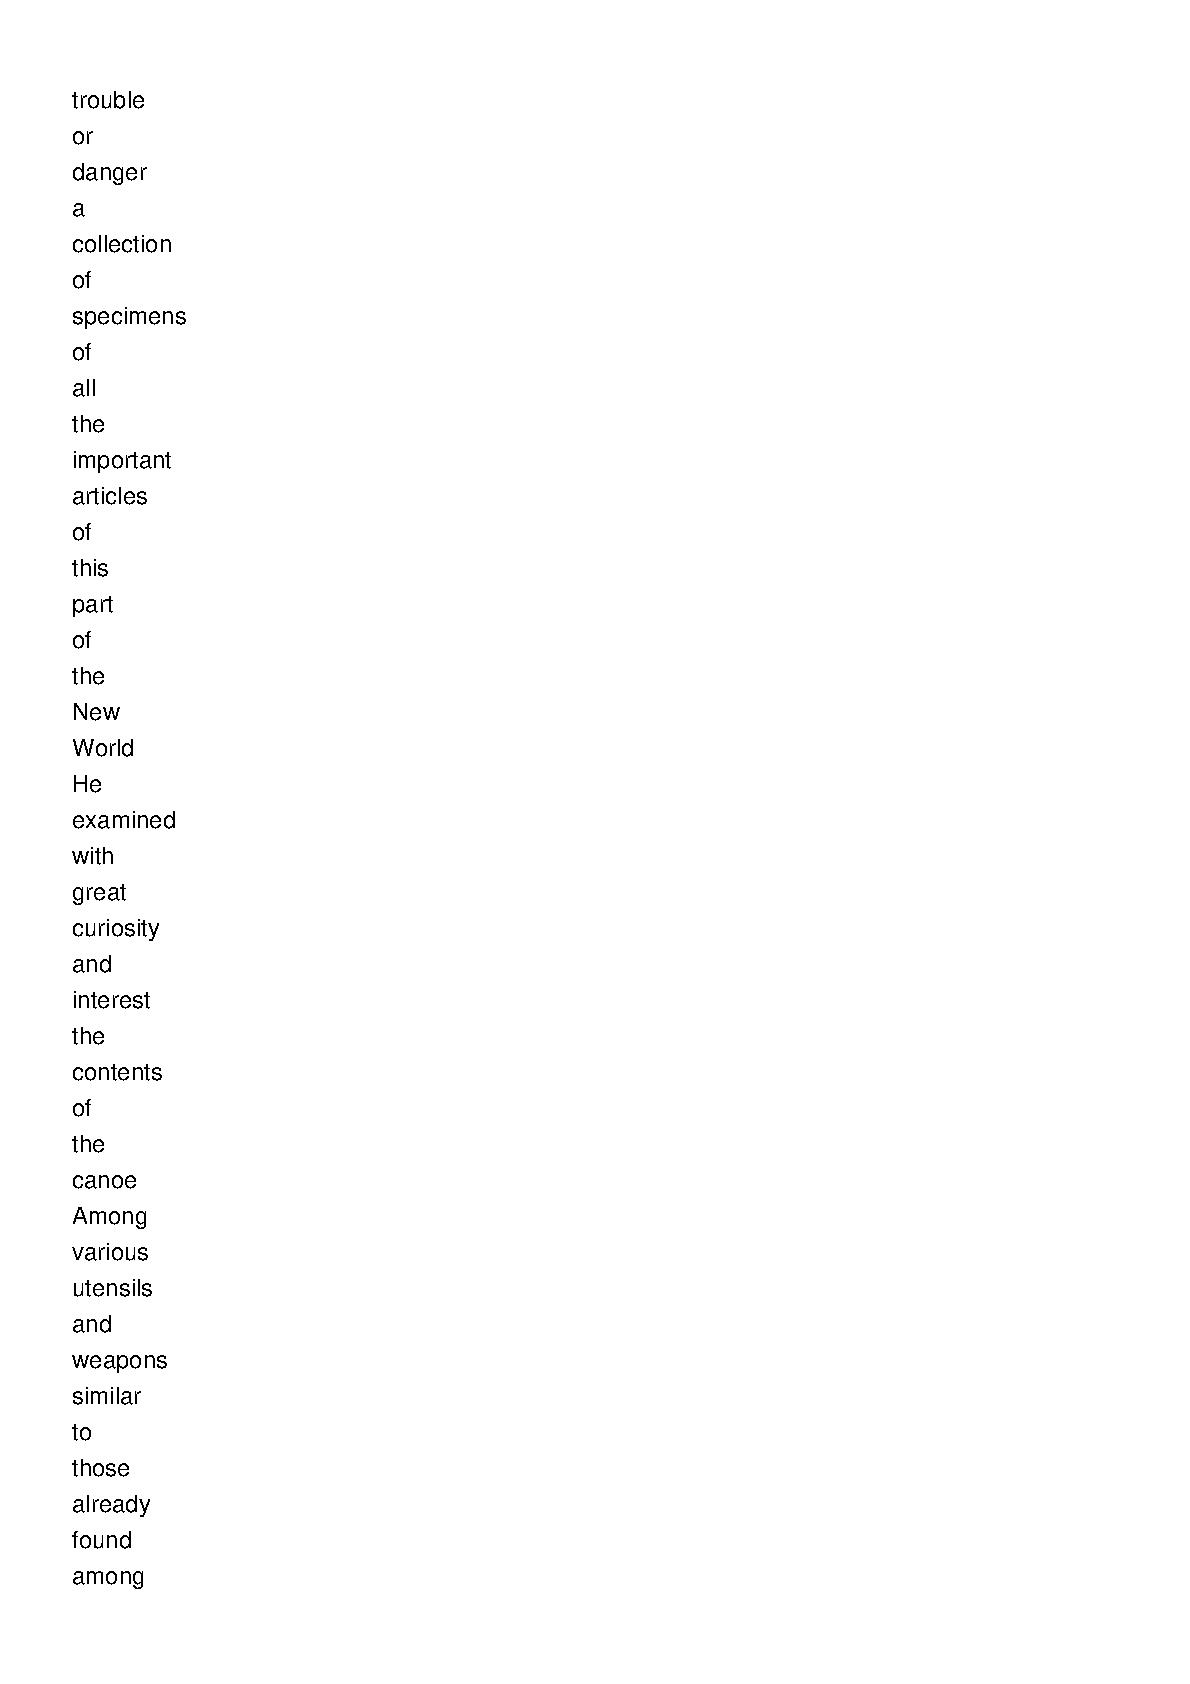 trouble
or
danger
a
collection
of
specimens
of
all
the
important
articles
of
this
part
of
the
New
World
He
examined
with
great
curiosity
and
interest
the
contents
of
the
canoe
Among
various
utensils
and
weapons
similar
to
those
already
found
among